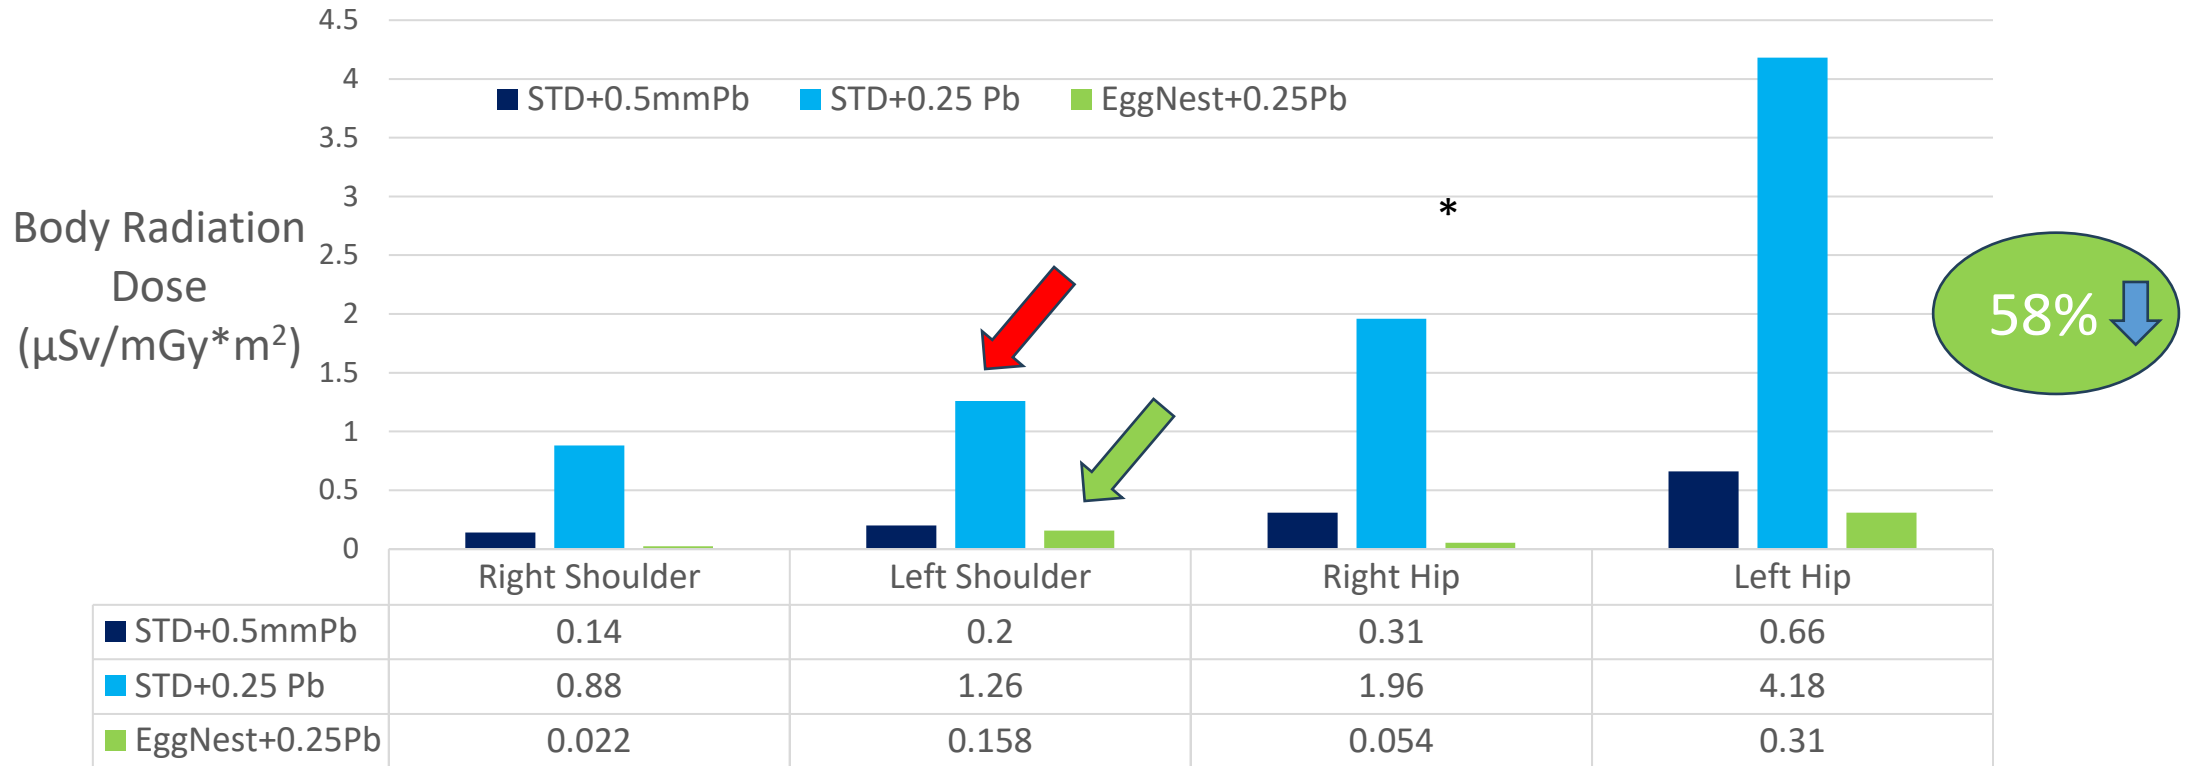 4.5
4
3.5
3
2.5
2
1.5
1
0.5
0
STD+0.5mmPb STD+0.25 Pb EggNest+0.25Pb
*
Body Radiation
Dose
(µSv/mGy*m²)
58%
Right Shoulder Left Shoulder Right Hip Left Hip
STD+0.5mmPb 0.14 0.2 0.31 0.66
STD+0.25 Pb 0.88 1.26 1.96 4.18
EggNest+0.25Pb 0.022 0.158 0.054 0.31